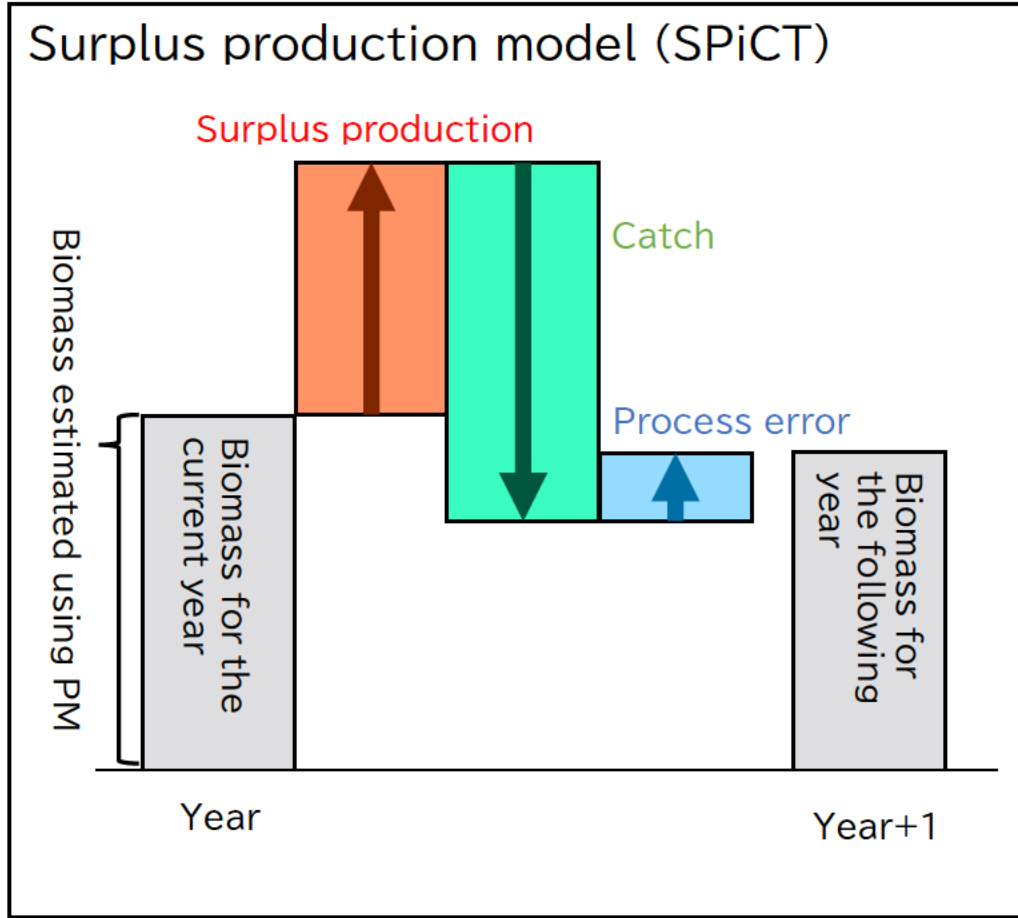 Surplus production model (SPiCT)
Surplus production
Catch
Biomass estimated using PM
Process error
Biomass for the
current year
Biomass for
the following
year
Year
Year+1